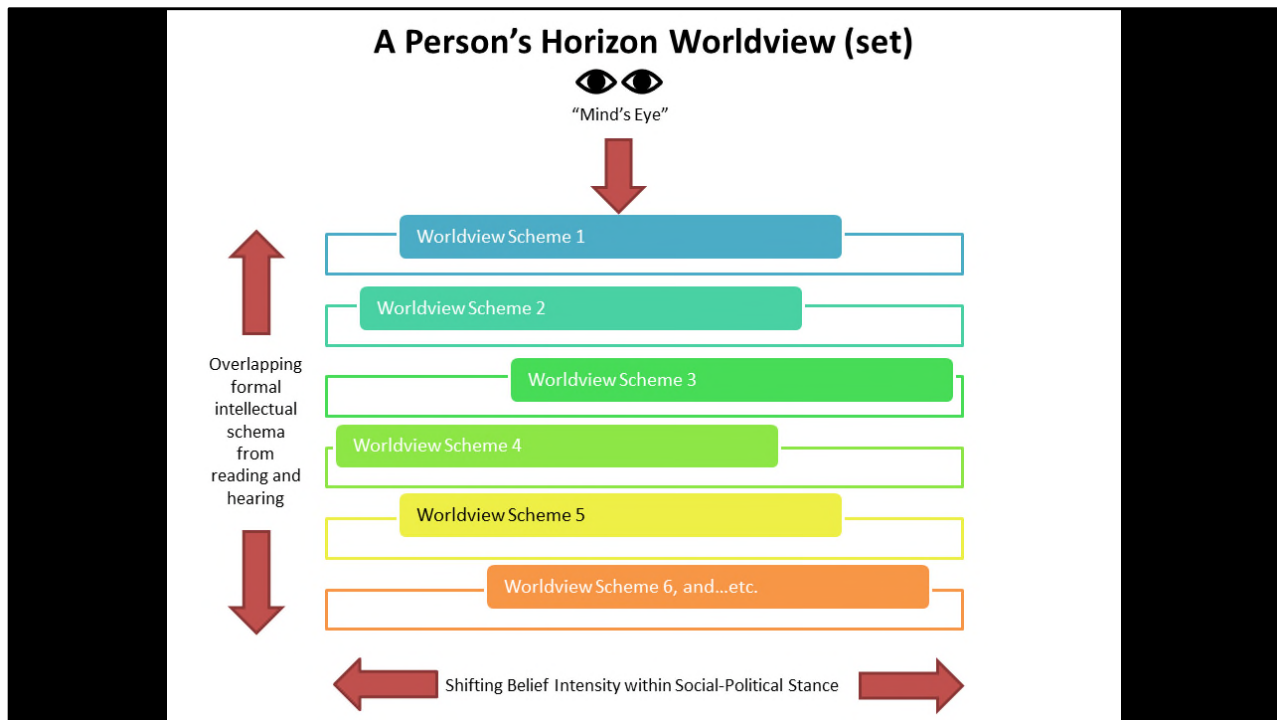 A Person's Horizon Worldview (set)
“Mind's Eye”
Worldview Scheme 1
Worldview Scheme 2
Worldview Scheme 3
Worldview Scheme 4
Worldview Scheme 5
Worldview Scheme 6, and...etc.
Overlapping
formal
intellectual
schema
from
reading and
hearing
Shifting Belief Intensity within Social-Political Stance